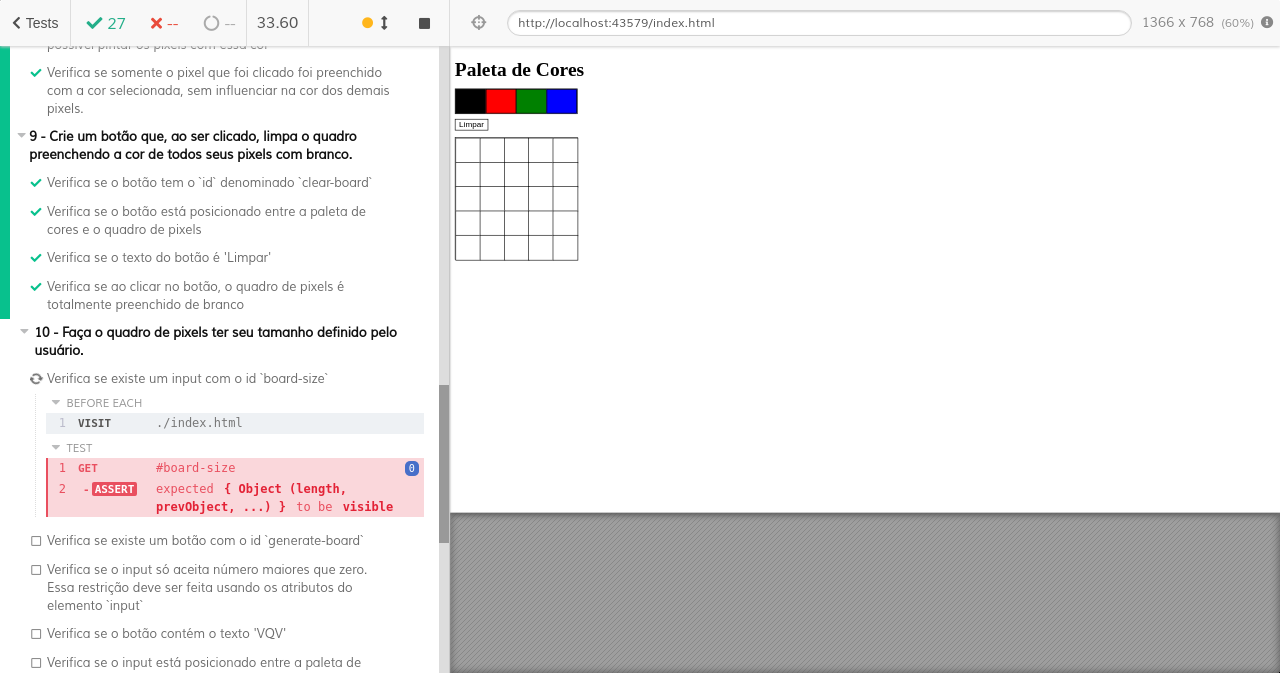 Tests
27
--
--
33.60
http://localhost:43579/index.html
1366 x 768 (60%)
possível pintar os pixels com essa cor
Verifica se somente o pixel que foi clicado foi preenchido
com a cor selecionada, sem influenciar na cor dos demais
pixels.
9 - Crie um botão que, ao ser clicado, limpa o quadro
preenchendo a cor de todos seus pixels com branco.
Verifica se o botão tem o `id` denominado `clear-board`
Verifica se o botão está posicionado entre a paleta de
cores e o quadro de pixels
Verifica se o texto do botão é 'Limpar'
Verifica se ao clicar no botão, o quadro de pixels é
totalmente preenchido de branco
10 - Faça o quadro de pixels ter seu tamanho definido pelo
usuário.
Verifica se existe um input com o id `board-size`
BEFORE EACH
1 VISIT ./index.html
TEST
1 GET #board-size 0
2 -ASSERT expected { Object (length,
prevObject, ...) } to be visible
Verifica se existe um botão com o id `generate-board`
Verifica se o input só aceita número maiores que zero.
Essa restrição deve ser feita usando os atributos do
elemento `input`
Verifica se o botão contém o texto 'VQV'
Verifica se o input está posicionado entre a paleta de
Paleta de Cores
Limpar